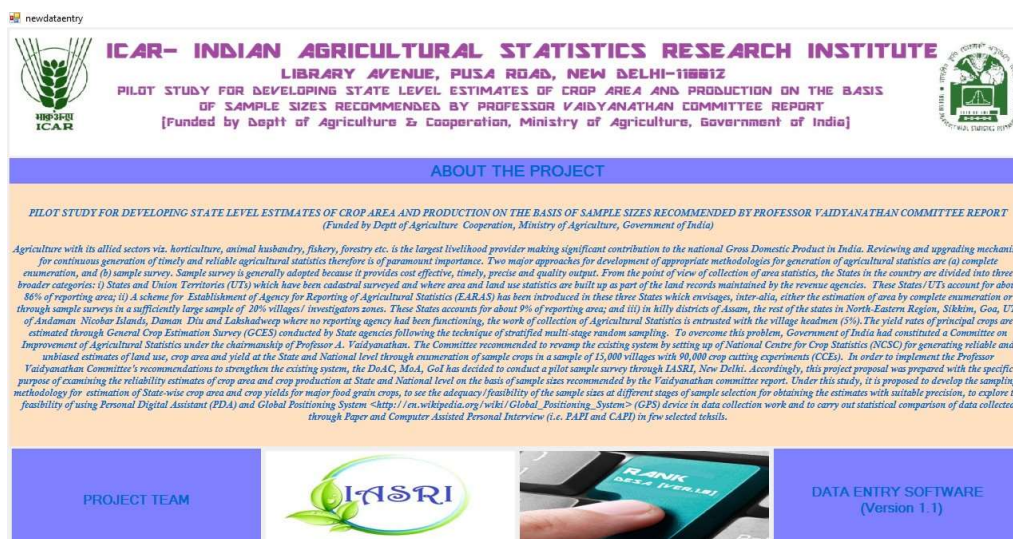 newdataentry
ICAR- INDIAN AGRICULTURAL STATISTICS RESEARCH INSTITUTE
LIBRARY AVENUE, PUSA ROAD, NEW DELHI-110012
PILOT STUDY FOR DEVELOPING STATE LEVEL ESTIMATES OF CROP AREA AND PRODUCTION ON THE BASIS
OF SAMPLE SIZES RECOMMENDED BY PROFESSOR VAIDYANATHAN COMMITTEE REPORT
[Funded by Deptt of Agriculture & Cooperation, Ministry of Agriculture, Government of India]
भाकृअनुप
ICAR
ABOUT THE PROJECT
PILOT STUDY FOR DEVELOPING STATE LEVEL ESTIMATES OF CROP AREA AND PRODUCTION ON THE BASIS OF SAMPLE SIZES RECOMMENDED BY PROFESSOR VAIDYANATHAN COMMITTEE REPORT
(Funded by Deptt of Agriculture Cooperation, Ministry of Agriculture, Government of India)
Agriculture with its allied sectors viz. horticulture, animal husbandry, fishery, forestry etc. is the largest livelihood provider making significant contribution to the national Gross Domestic Product in India. Reviewing and upgrading mechani
for continuous generation of timely and reliable agricultural statistics therefore is of paramount importance. Two major approaches for development of appropriate methodologies for generation of agricultural statistics are (a) complete
enumeration, and (b) sample survey. Sample survey is generally adopted because it provides cost effective, timely, precise and quality output. From the point of view of collection of area statistics, the States in the country are divided into three
broader categories: i) States and Union Territories (UTs) which have been cadastral surveyed and where area and land use statistics are built up as part of the land records maintained by the revenue agencies. These States/ UTs account for abou
86% of reporting area; ii) A scheme for Establishment of Agency for Reporting of Agricultural Statistics (EARAS) has been introduced in these three States which envisages, inter-alia, either the estimation of area by complete enumeration or
through sample surveys in a sufficiently large sample of 20% villages/ investigators zones. These States accounts for about 9% of reporting area; and iii) in hilly districts of Assam, the rest of the states in North-Eastern Region, Sikkim, Goa, UT
of Andaman Nicobar Islands, Daman Diu and Lakshadweep where no reporting agency had been functioning, the work of collection of Agricultural Statistics is entrusted with the village headmen (5%).The yield rates of principal crops are
estimated through General Crop Estimation Survey (GCES) conducted by State agencies following the technique of stratified multi-stage random sampling. To overcome this problem, Government of India had constituted a Committee on
Improvement of Agricultural Statistics under the chairmanship of Professor A. Vaidyanathan. The Committee recommended to revamp the existing system by setting up of National Centre for Crop Statistics (NCSC) for generating reliable and
unbiased estimates of land use, crop area and yield at the State and National level through enumeration of sample crops in a sample of 15,000 villages with 90,000 crop cutting experiments (CCEs). In order to implement the Professor
Vaidyanathan Committee's recommendations to strengthen the existing system, the DoAC, MoA, GoI has decided to conduct a pilot sample survey through IASRI, New Delhi. Accordingly, this project proposal was prepared with the specific
purpose of examining the reliability estimates of crop area and crop production at State and National level on the basis of sample sizes recommended by the Vaidyanathan committee report. Under this study, it is proposed to develop the samplin
methodology for estimation of State-wise crop area and crop yields for major food grain crops, to see the adequacy/feasibility of the sample sizes at different stages of sample selection for obtaining the estimates with suitable precision, to explore t
feasibility of using Personal Digital Assistant (PDA) and Global Positioning System <http://en.wikipedia.org/wiki/Global_Positioning_System> (GPS) device in data collection work and to carry out statistical comparison of data collected
through Paper and Computer Assisted Personal Interview (i.e. PAPI and CAPI) in few selected tehsils.
PROJECT TEAM
IASRI
RANK
DESA [VER.1.0]
DATA ENTRY SOFTWARE
(Version 1.1)